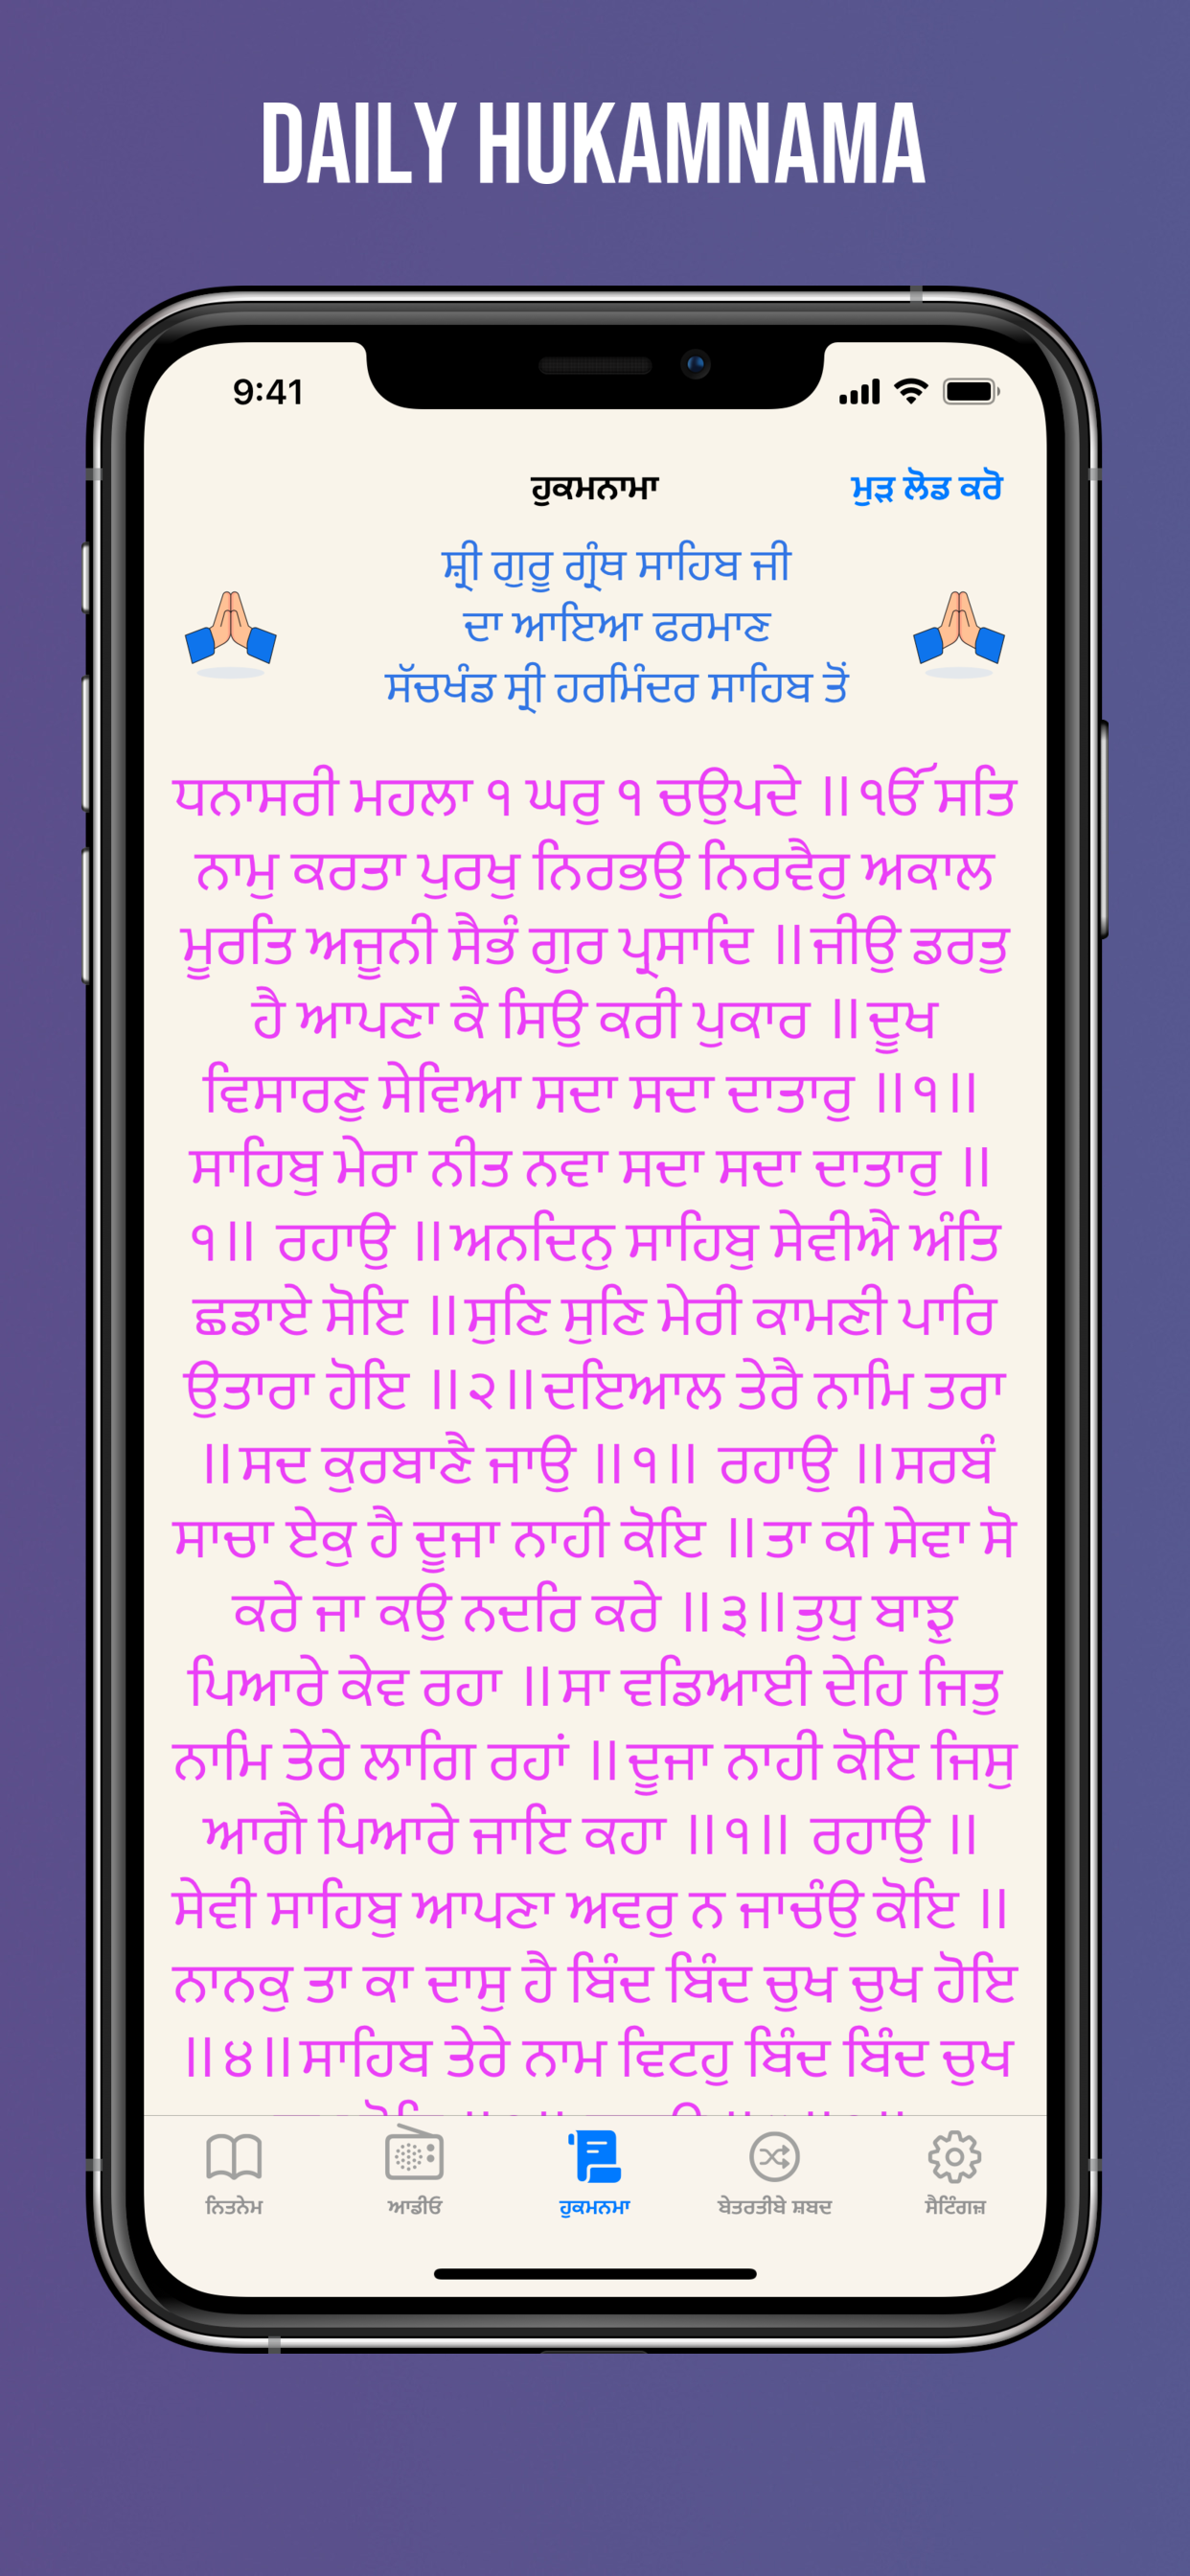 DAILY HUKAMNAMA
9:41
ਹੁਕਮਨਾਮਾ
ਮੁੜ ਲੋਡ ਕਰੋ
ਸ਼੍ਰੀ ਗੁਰੂ ਗ੍ਰੰਥ ਸਾਹਿਬ ਜੀ
ਦਾ ਆਇਆ ਫਰਮਾਣ
ਸੱਚਖੰਡ ਸ੍ਰੀ ਹਰਮਿੰਦਰ ਸਾਹਿਬ ਤੋਂ
ਧਨਾਸਰੀ ਮਹਲਾ ੧ ਘਰੁ ੧ ਚਉਪਦੇ ॥ੴ ਸਤਿ
ਨਾਮੁ ਕਰਤਾ ਪੁਰਖੁ ਨਿਰਭਉ ਨਿਰਵੈਰੁ ਅਕਾਲ
ਮੂਰਤਿ ਅਜੂਨੀ ਸੈਭੰ ਗੁਰ ਪ੍ਰਸਾਦਿ ॥ਜੀਉ ਡਰਤੁ
ਹੈ ਆਪਣਾ ਕੈ ਸਿਉ ਕਰੀ ਪੁਕਾਰ ॥ਦੂਖ
ਵਿਸਾਰਣੁ ਸੇਵਿਆ ਸਦਾ ਸਦਾ ਦਾਤਾਰੁ ॥੧॥
ਸਾਹਿਬੁ ਮੇਰਾ ਨੀਤ ਨਵਾ ਸਦਾ ਸਦਾ ਦਾਤਾਰੁ ॥
੧॥ ਰਹਾਉ ॥ਅਨਦਿਨੁ ਸਾਹਿਬੁ ਸੇਵੀਐ ਅੰਤਿ
ਛਡਾਏ ਸੋਇ ॥ਸੁਣਿ ਸੁਣਿ ਮੇਰੀ ਕਾਮਣੀ ਪਾਰਿ
ਉਤਾਰਾ ਹੋਇ ॥੨॥ਦਇਆਲ ਤੇਰੈ ਨਾਮਿ ਤਰਾ
॥ਸਦ ਕੁਰਬਾਣੈ ਜਾਉ ॥੧॥ ਰਹਾਉ ॥ਸਰਬੰ
ਸਾਚਾ ਏਕੁ ਹੈ ਦੂਜਾ ਨਾਹੀ ਕੋਇ ॥ਤਾ ਕੀ ਸੇਵਾ ਸੋ
ਕਰੇ ਜਾ ਕਉ ਨਦਰਿ ਕਰੇ ॥੩॥ਤੁਧੁ ਬਾਝੁ
ਪਿਆਰੇ ਕੇਵ ਰਹਾ ॥ਸਾ ਵਡਿਆਈ ਦੇਹਿ ਜਿਤੁ
ਨਾਮਿ ਤੇਰੇ ਲਾਗਿ ਰਹਾਂ ॥ਦੂਜਾ ਨਾਹੀ ਕੋਇ ਜਿਸੁ
ਆਗੈ ਪਿਆਰੇ ਜਾਇ ਕਹਾ ॥੧॥ ਰਹਾਉ ॥
ਸੇਵੀ ਸਾਹਿਬੁ ਆਪਣਾ ਅਵਰੁ ਨ ਜਾਚੰਉ ਕੋਇ ॥
ਨਾਨਕੁ ਤਾ ਕਾ ਦਾਸੁ ਹੈ ਬਿੰਦ ਬਿੰਦ ਚੁਖ ਚੁਖ ਹੋਇ
॥੪॥ਸਾਹਿਬ ਤੇਰੇ ਨਾਮ ਵਿਟਹੁ ਬਿੰਦ ਬਿੰਦ ਚੁਖ
ਨਿਤਨੇਮ
ਆਡੀਓ
ਹੁਕਮਨਮਾ
ਬੇਤਰਤੀਬੇ ਸ਼ਬਦ
ਸੈਟਿੰਗਜ਼